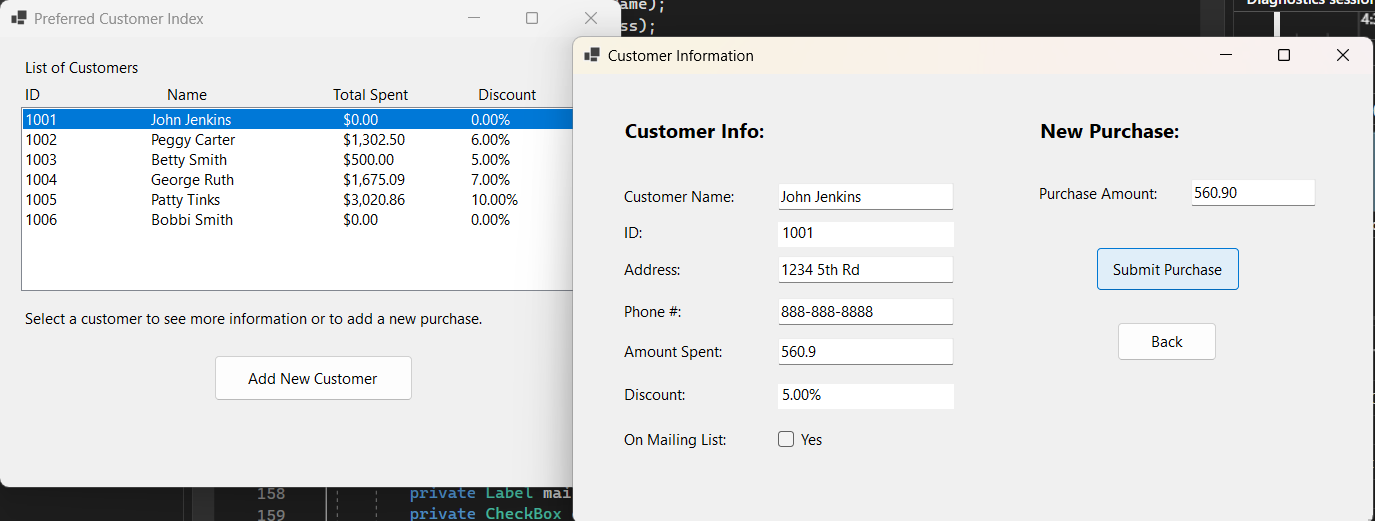 Preferred Customer Index
List of Customers
ID Name Total Spent Discount
1001 John Jenkins $0.00 0.00%
1002 Peggy Carter $1,302.50 6.00%
1003 Betty Smith $500.00 5.00%
1004 George Ruth $1,675.09 7.00%
1005 Patty Tinks $3,020.86 10.00%
1006 Bobbi Smith $0.00 0.00%
Select a customer to see more information or to add a new purchase.
Add New Customer
ame);
ss);
Diagnostics session
4:3
Customer Information
Customer Info:
Customer Name: John Jenkins
ID: 1001
Address: 1234 5th Rd
Phone #: 888-888-8888
Amount Spent: 560.9
Discount: 5.00%
On Mailing List: Yes
New Purchase:
Purchase Amount: 560.90
Submit Purchase
Back
158 private Label mai
159 private CheckBox